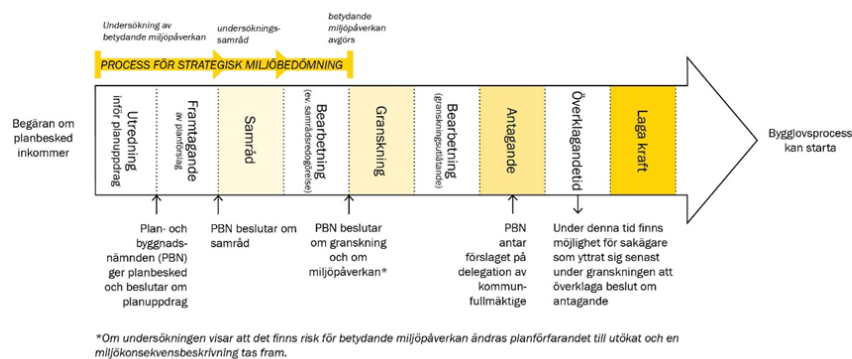 Undersökning av
betydande miljöpåverkan
undersöknings-
samråd
betydande
miljöpåverkan
avgörs
PROCESS FÖR STRATEGISK MILJÖBEDÖMNING
Begäran om
planbesked
inkommer
Utredning
inför planuppdrag
Framtagande
av planförslag
Samråd
Bearbetning
(ev. samrådsredogörelse)
Granskning
Bearbetning
(granskningsutlåtande)
Antagande
Överklagandetid
Laga kraft
Bygglovsprocess
kan starta
Plan- och
byggnads-
nämnden (PBN)
ger planbesked
och beslutar om
planuppdrag
PBN beslutar om
samråd
PBN beslutar
om granskning
och om
miljöpåverkan*
PBN
antar
förslaget på
delegation av
kommun-
fullmäktige
Under denna tid finns
möjlighet för sakägare
som yttrat sig senast
under granskningen att
överklaga beslut om
antagande
*Om undersökningen visar att det finns risk för betydande miljöpåverkan ändras planförfarandet till utökat och en
miljökonsekvensbeskrivning tas fram.